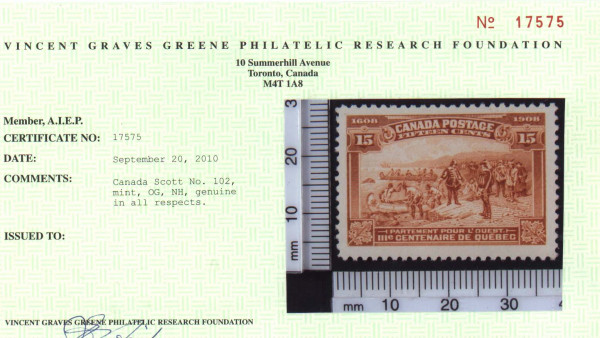 Nº 17575
VINCENT GRAVES GREENE PHILATELIC RESEARCH FOUNDATION
10 Summerhill Avenue
Toronto, Canada
M4T 1A8
Member, A.I.E.P.
CERTIFICATE NO: 17575
DATE: September 20, 2010
COMMENTS: Canada Scott No. 102,
mint, OG, NH, genuine
in all respects.
ISSUED TO:
VINCENT GRAVES GREENE PHILATELIC RESEARCH FOUNDATION
1608 1908
CANADA POSTAGE
15 FIFTEEN CENTS 15
PARTEMENT POUR L'OUEST
IIIe CENTENAIRE DE QUÉBEC
3
20
10
mm
mm 10 20 30